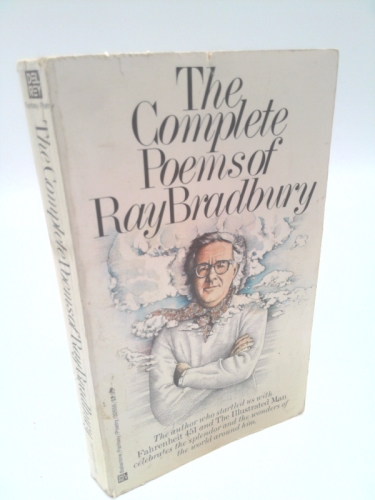 The
Complete
Poems of
Ray Bradbury
The author who startled us with
Fahrenheit 451 and The Illustrated Man
celebrates the splendor and the wonders of
the world around him.
The Complete Poems of Ray Bradbury